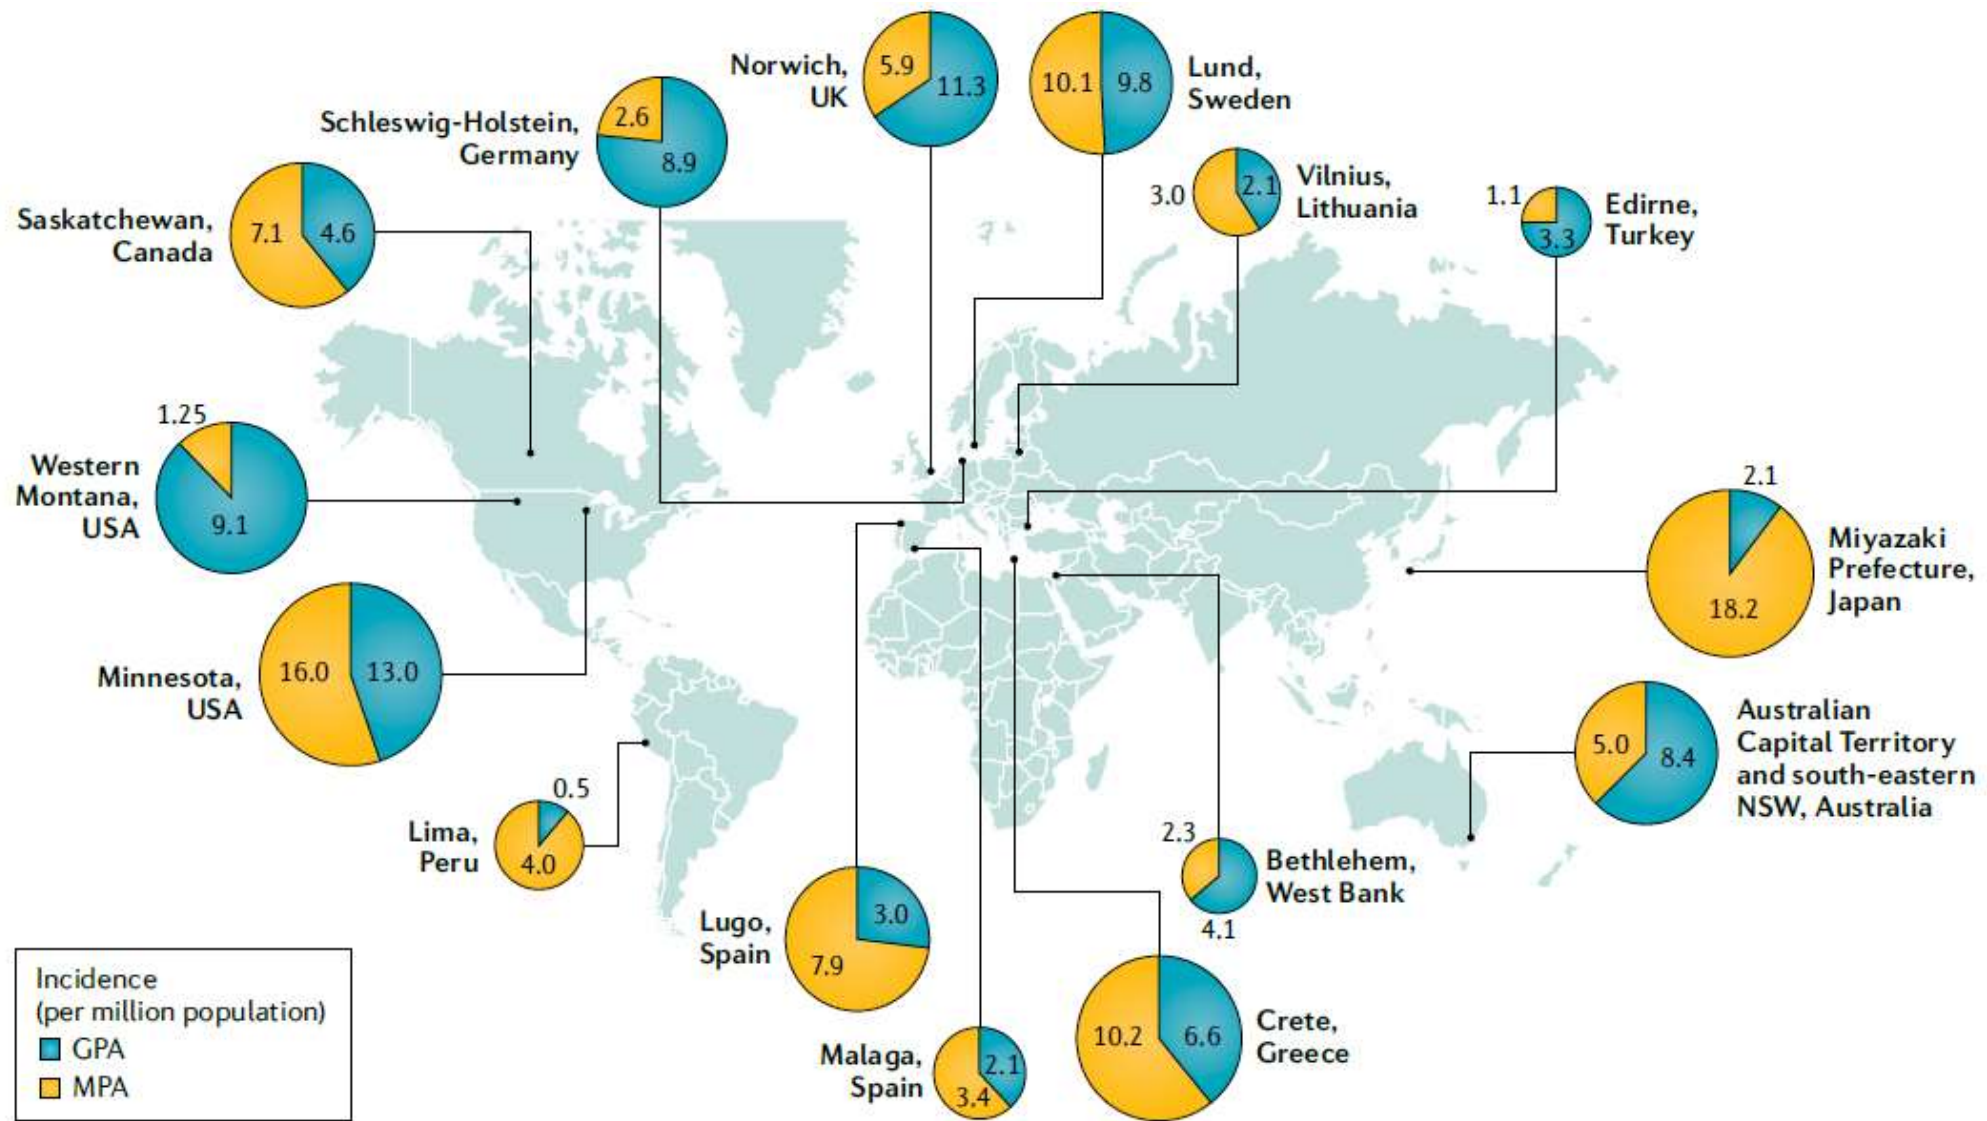 Norwich,
UK
5.9
11.3
10.1
9.8
Lund,
Sweden
Schleswig-Holstein,
Germany
2.6
8.9
3.0
2.1
Vilnius,
Lithuania
1.1
3.3
Edirne,
Turkey
Saskatchewan,
Canada
7.1
4.6
1.25
Western
Montana,
USA
9.1
2.1
18.2
Miyazaki
Prefecture,
Japan
Minnesota,
USA
16.0
13.0
5.0
8.4
Australian
Capital Territory
and south-eastern
NSW, Australia
0.5
Lima,
Peru
4.0
2.3
4.1
Bethlehem,
West Bank
Lugo,
Spain
3.0
7.9
Malaga,
Spain
2.1
3.4
10.2
6.6
Crete,
Greece
Incidence
(per million population)
GPA
MPA